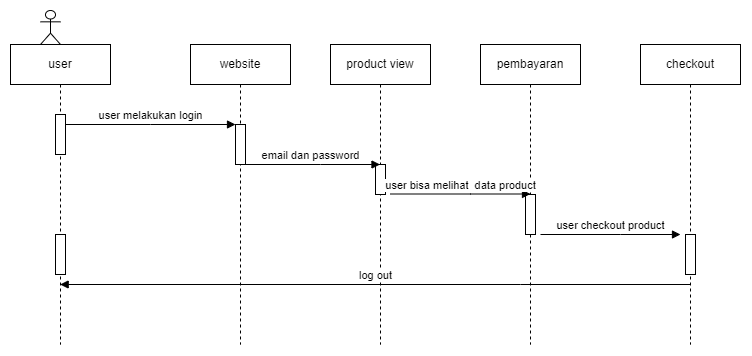 user
website
product view
pembayaran
checkout
user melakukan login
email dan password
user bisa melihat data product
user checkout product
log out